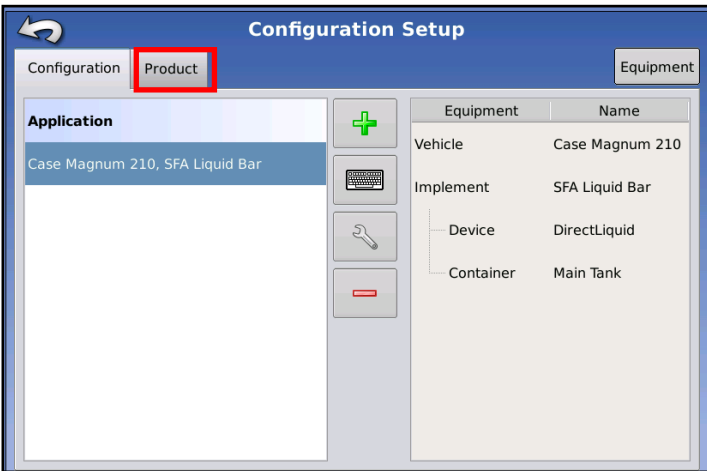 Configuration Setup
Configuration Product Equipment
Application
Case Magnum 210, SFA Liquid Bar
Equipment Name
Vehicle Case Magnum 210
Implement SFA Liquid Bar
Device DirectLiquid
Container Main Tank